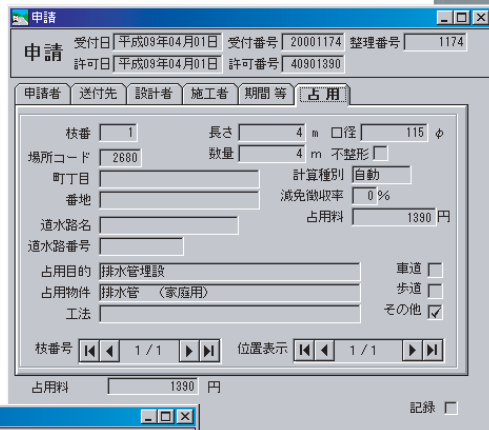 申請
申請 受付日 平成09年04月01日 受付番号 20001174 整理番号 1174
許可日 平成09年04月01日 許可番号 40901390
申請者 送付先 設計者 施工者 期間 等 占用
枝番 1 長さ 4 m 口径 115 φ
場所コード 2680 数量 4 m 不整形
町丁目 計算種別 自動
番地 減免徴収率 0 %
道水路名 占用料 1390 円
道水路番号
占用目的 排水管埋設 車道
占用物件 排水管 (家庭用) 歩道
工法 その他
枝番号 1 / 1 位置表示 1 / 1
占用料 1390 円
記録